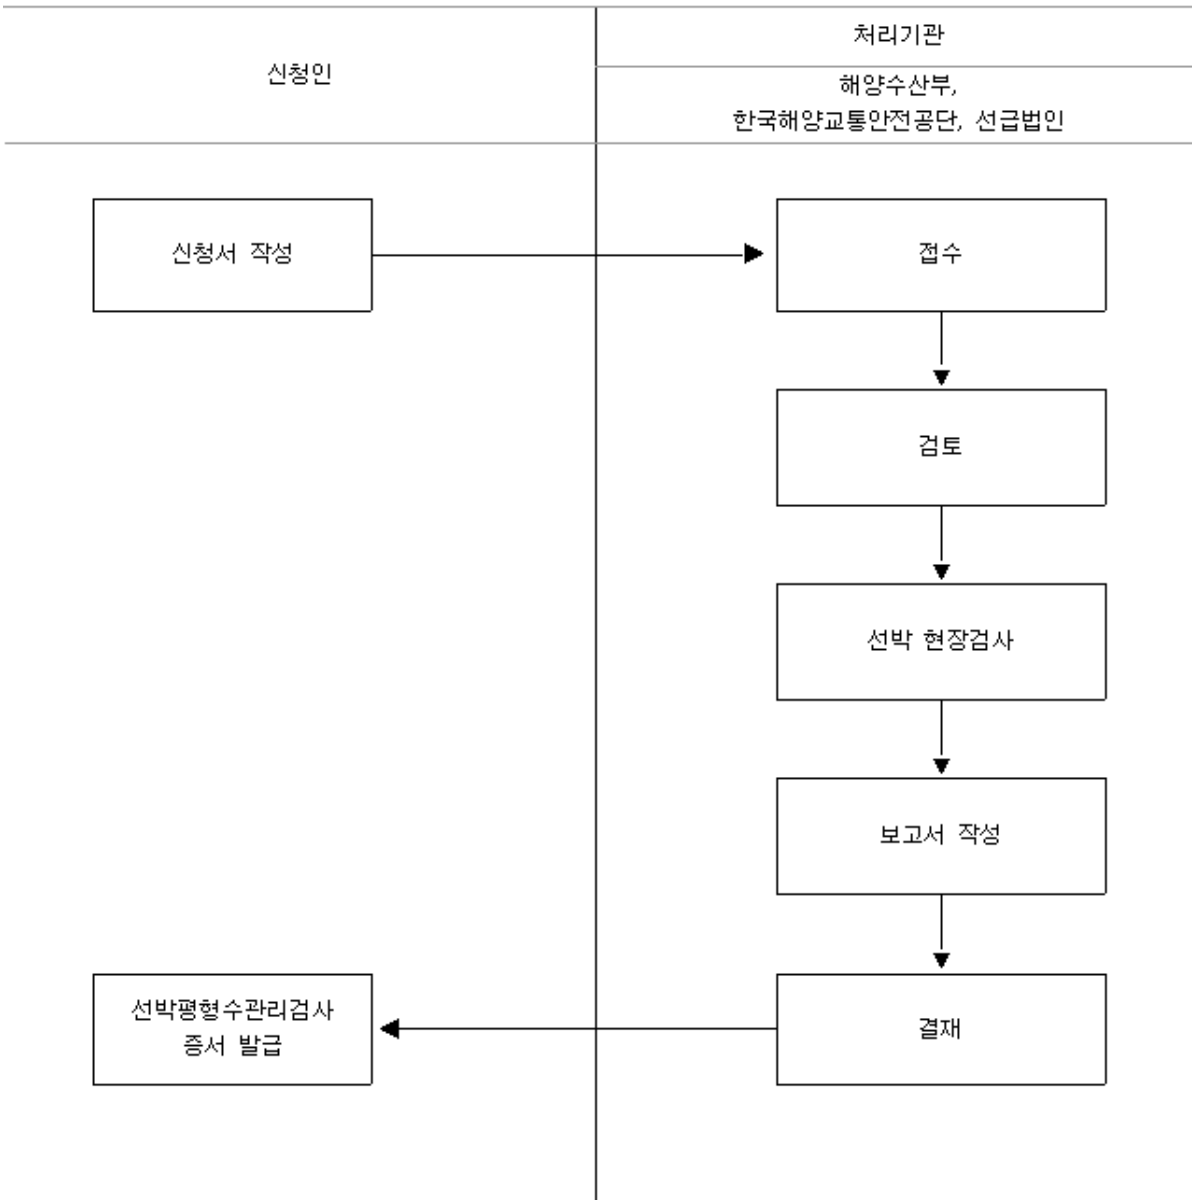 신청인
처리기관
해양수산부,
한국해양교통안전공단, 선급법인
신청서 작성
접수
검토
선박 현장검사
보고서 작성
결재
선박평형수관리검사
증서 발급